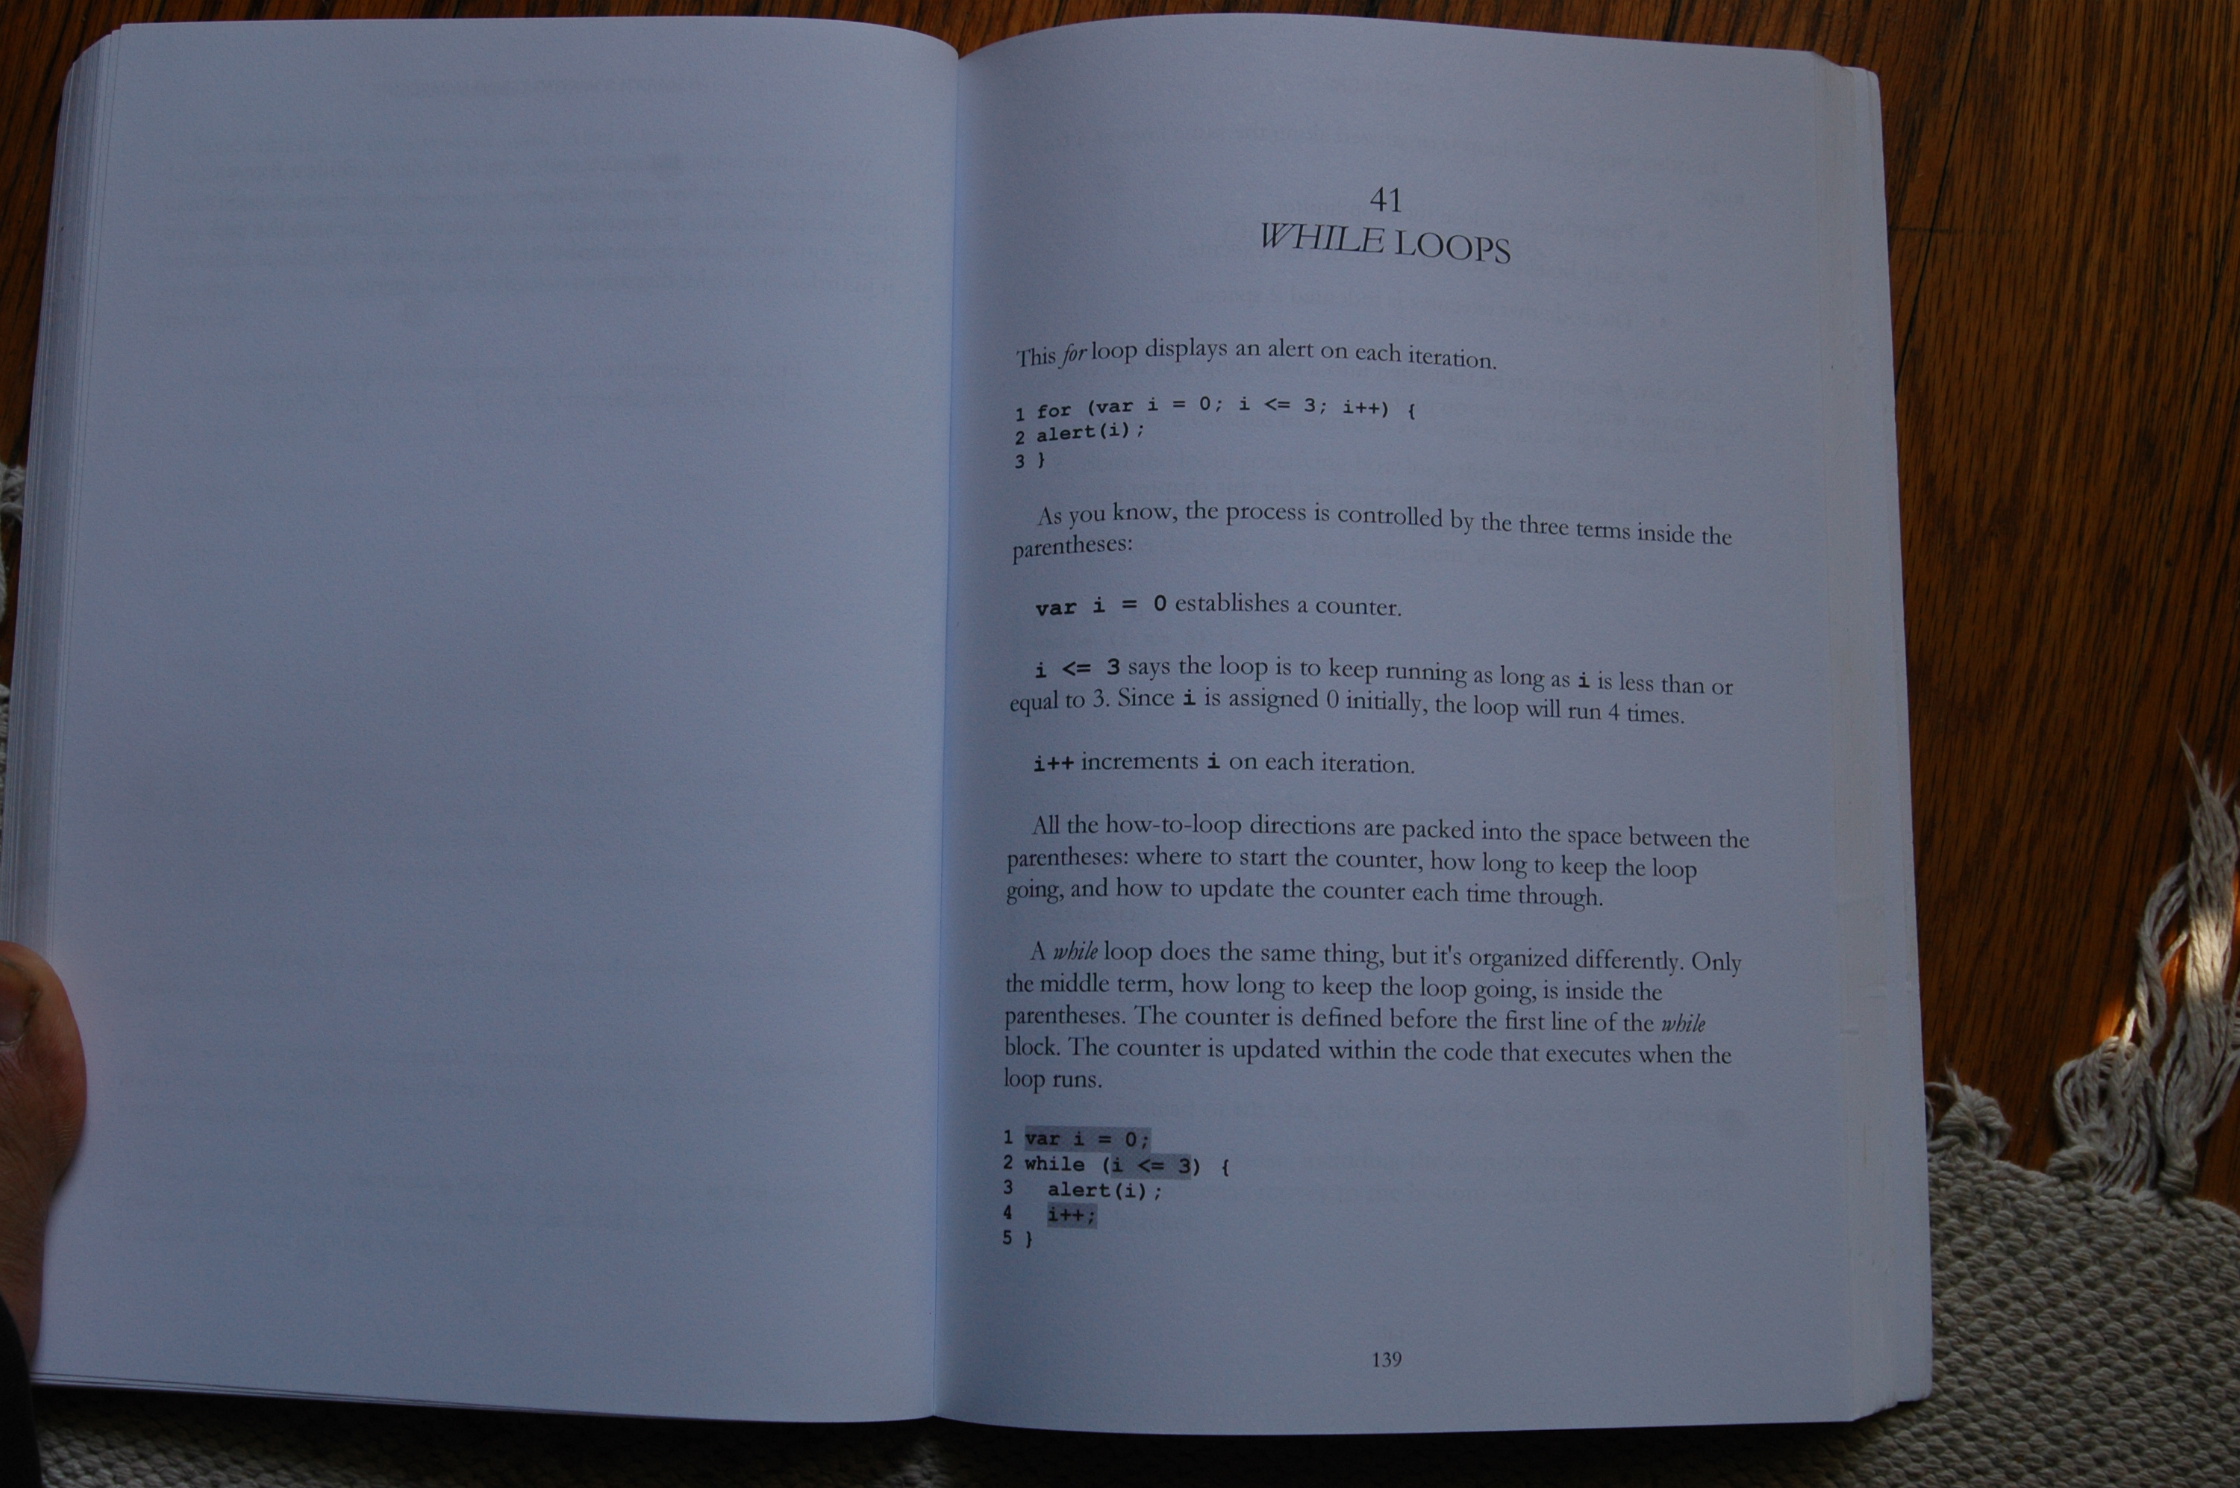 41
WHILE LOOPS
This for loop displays an alert on each iteration.
1 for (var i = 0; i <= 3; i++) {
2 alert(i);
3 }
As you know, the process is controlled by the three terms inside the
parentheses:
var i = 0 establishes a counter.
i <= 3 says the loop is to keep running as long as i is less than or
equal to 3. Since i is assigned 0 initially, the loop will run 4 times.
i++ increments i on each iteration.
All the how-to-loop directions are packed into the space between the
parentheses: where to start the counter, how long to keep the loop
going, and how to update the counter each time through.
A while loop does the same thing, but it's organized differently. Only
the middle term, how long to keep the loop going, is inside the
parentheses. The counter is defined before the first line of the while
block. The counter is updated within the code that executes when the
loop runs.
1 var i = 0;
2 while (i <= 3) {
3   alert(i);
4   i++;
5 }
139